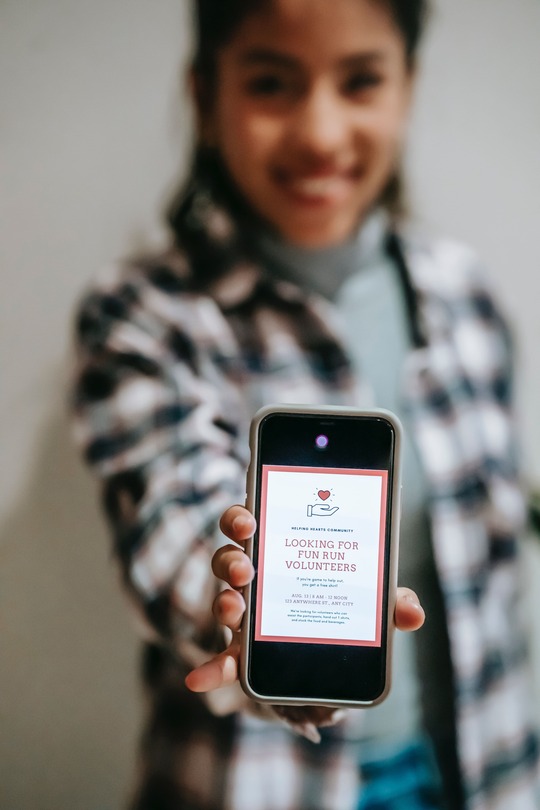 HELPING HEARTS COMMUNITY
LOOKING FOR
FUN RUN
VOLUNTEERS
If you're game to help out,
you get a free shirt!
AUG. 15 | 8 AM - 12 NOON
123 ANYWHERE ST., ANY CITY
We're looking for volunteers who can
assist the participants, hand out T-shirts,
and stock the food and beverages.